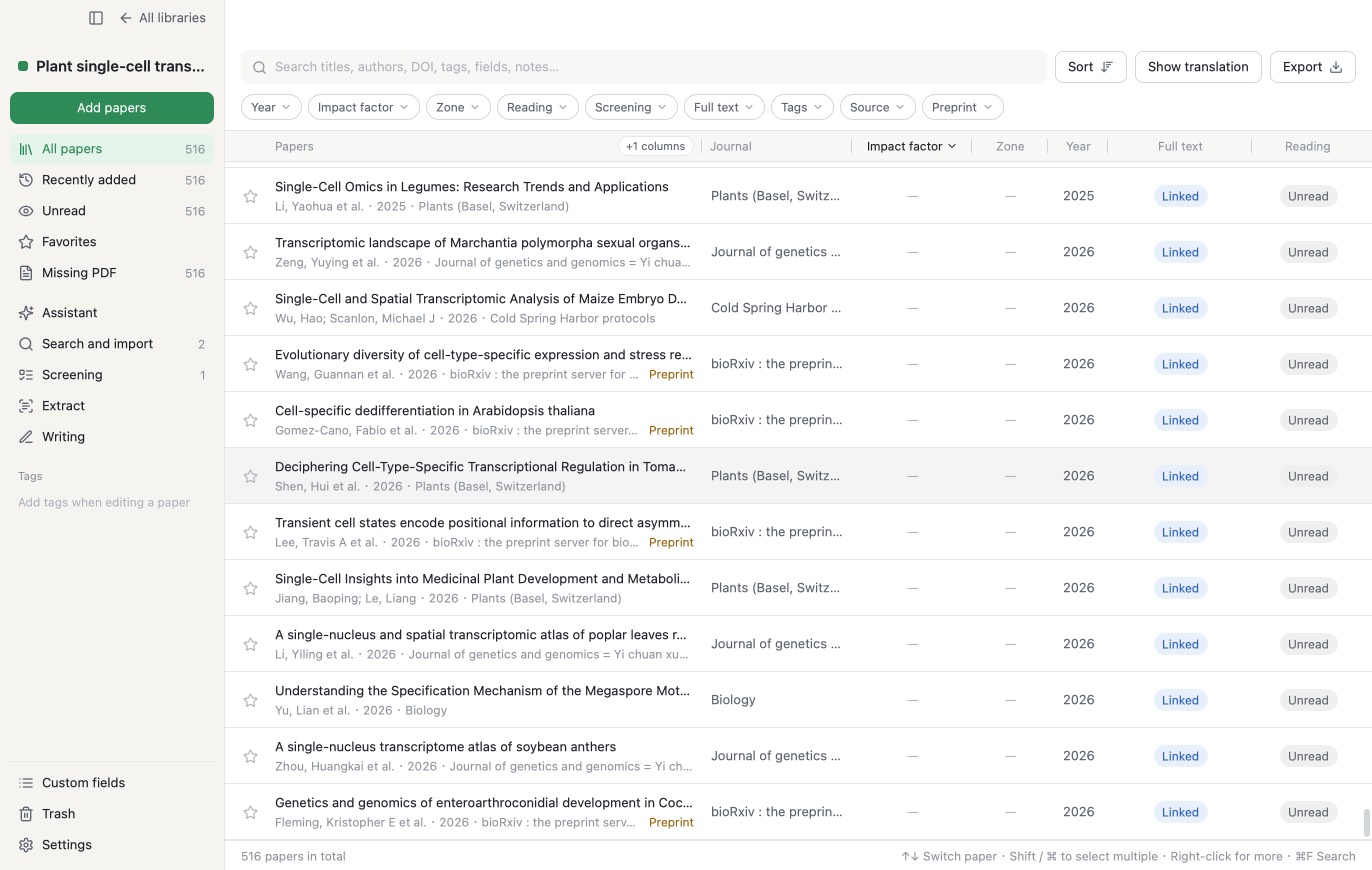 All libraries
Plant single-cell trans...
Add papers
All papers 516
Recently added 516
Unread 516
Favorites
Missing PDF 516
Assistant
Search and import 2
Screening 1
Extract
Writing
Tags
Add tags when editing a paper
Custom fields
Trash
Settings
Search titles, authors, DOI, tags, fields, notes...
Sort
Show translation
Export
Year Impact factor Zone Reading Screening Full text Tags Source Preprint
Papers +1 columns Journal Impact factor Zone Year Full text Reading
Single-Cell Omics in Legumes: Research Trends and Applications
Li, Yaohua et al. · 2025 · Plants (Basel, Switzerland)
Plants (Basel, Switz... — — 2025 Linked Unread
Transcriptomic landscape of Marchantia polymorpha sexual organs...
Zeng, Yuying et al. · 2026 · Journal of genetics and genomics = Yi chua...
Journal of genetics ... — — 2026 Linked Unread
Single-Cell and Spatial Transcriptomic Analysis of Maize Embryo D...
Wu, Hao; Scanlon, Michael J · 2026 · Cold Spring Harbor protocols
Cold Spring Harbor ... — — 2026 Linked Unread
Evolutionary diversity of cell-type-specific expression and stress re...
Wang, Guannan et al. · 2026 · bioRxiv : the preprint server for ... Preprint
bioRxiv : the preprin... — — 2026 Linked Unread
Cell-specific dedifferentiation in Arabidopsis thaliana
Gomez-Cano, Fabio et al. · 2026 · bioRxiv : the preprint server... Preprint
bioRxiv : the preprin... — — 2026 Linked Unread
Deciphering Cell-Type-Specific Transcriptional Regulation in Toma...
Shen, Hui et al. · 2026 · Plants (Basel, Switzerland)
Plants (Basel, Switz... — — 2026 Linked Unread
Transient cell states encode positional information to direct asymm...
Lee, Travis A et al. · 2026 · bioRxiv : the preprint server for bio... Preprint
bioRxiv : the preprin... — — 2026 Linked Unread
Single-Cell Insights into Medicinal Plant Development and Metaboli...
Jiang, Baoping; Le, Liang · 2026 · Plants (Basel, Switzerland)
Plants (Basel, Switz... — — 2026 Linked Unread
A single-nucleus and spatial transcriptomic atlas of poplar leaves r...
Li, Yiling et al. · 2026 · Journal of genetics and genomics = Yi chuan xu...
Journal of genetics ... — — 2026 Linked Unread
Understanding the Specification Mechanism of the Megaspore Mot...
Yu, Lian et al. · 2026 · Biology
Biology — — 2026 Linked Unread
A single-nucleus transcriptome atlas of soybean anthers
Zhou, Huangkai et al. · 2026 · Journal of genetics and genomics = Yi ch...
Journal of genetics ... — — 2026 Linked Unread
Genetics and genomics of enteroarthroconidial development in Coc...
Fleming, Kristopher E et al. · 2026 · bioRxiv : the preprint serv... Preprint
bioRxiv : the preprin... — — 2026 Linked Unread
516 papers in total
↑↓ Switch paper · Shift / ⌘ to select multiple · Right-click for more · ⌘F Search